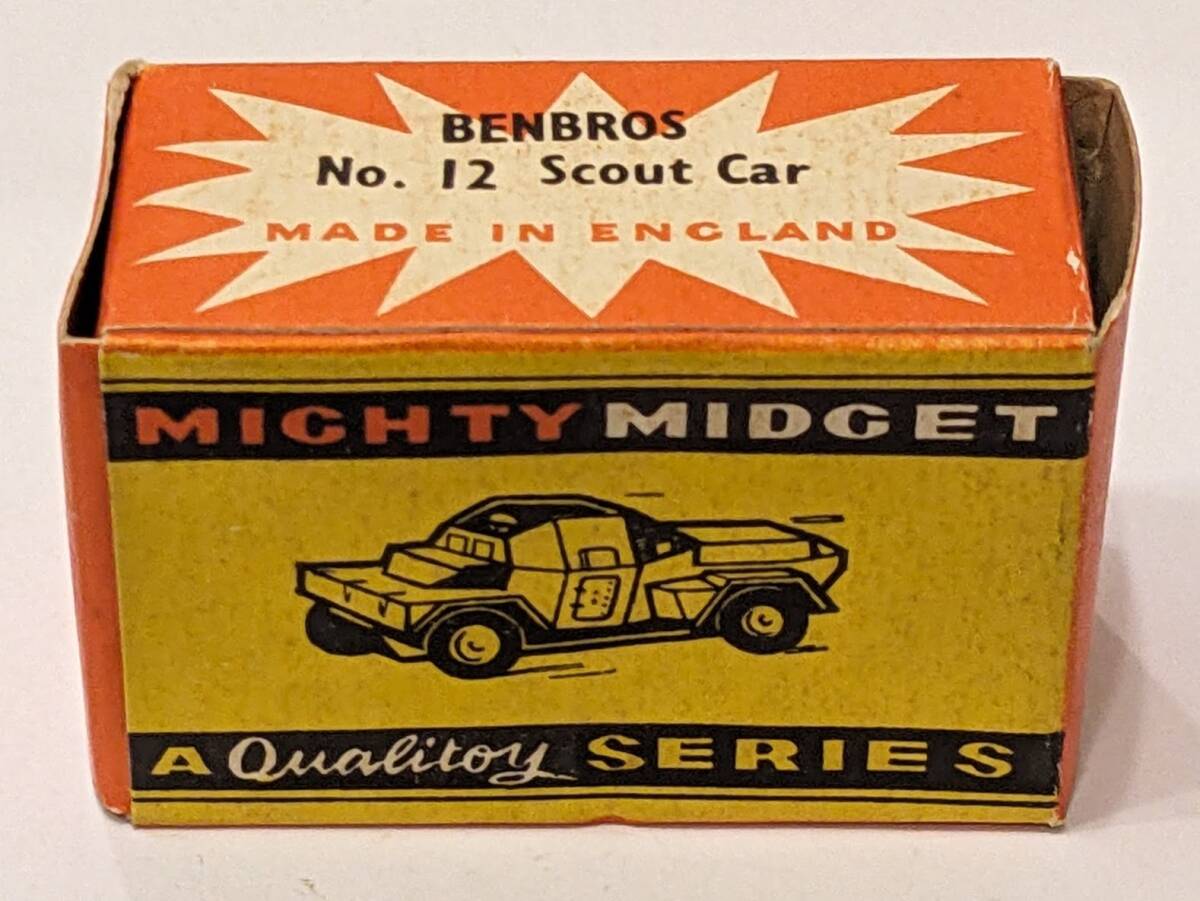 BENBROS
No. 12 Scout Car
MADE IN ENGLAND
MIGHTY MIDGET
A Qualitoy SERIES